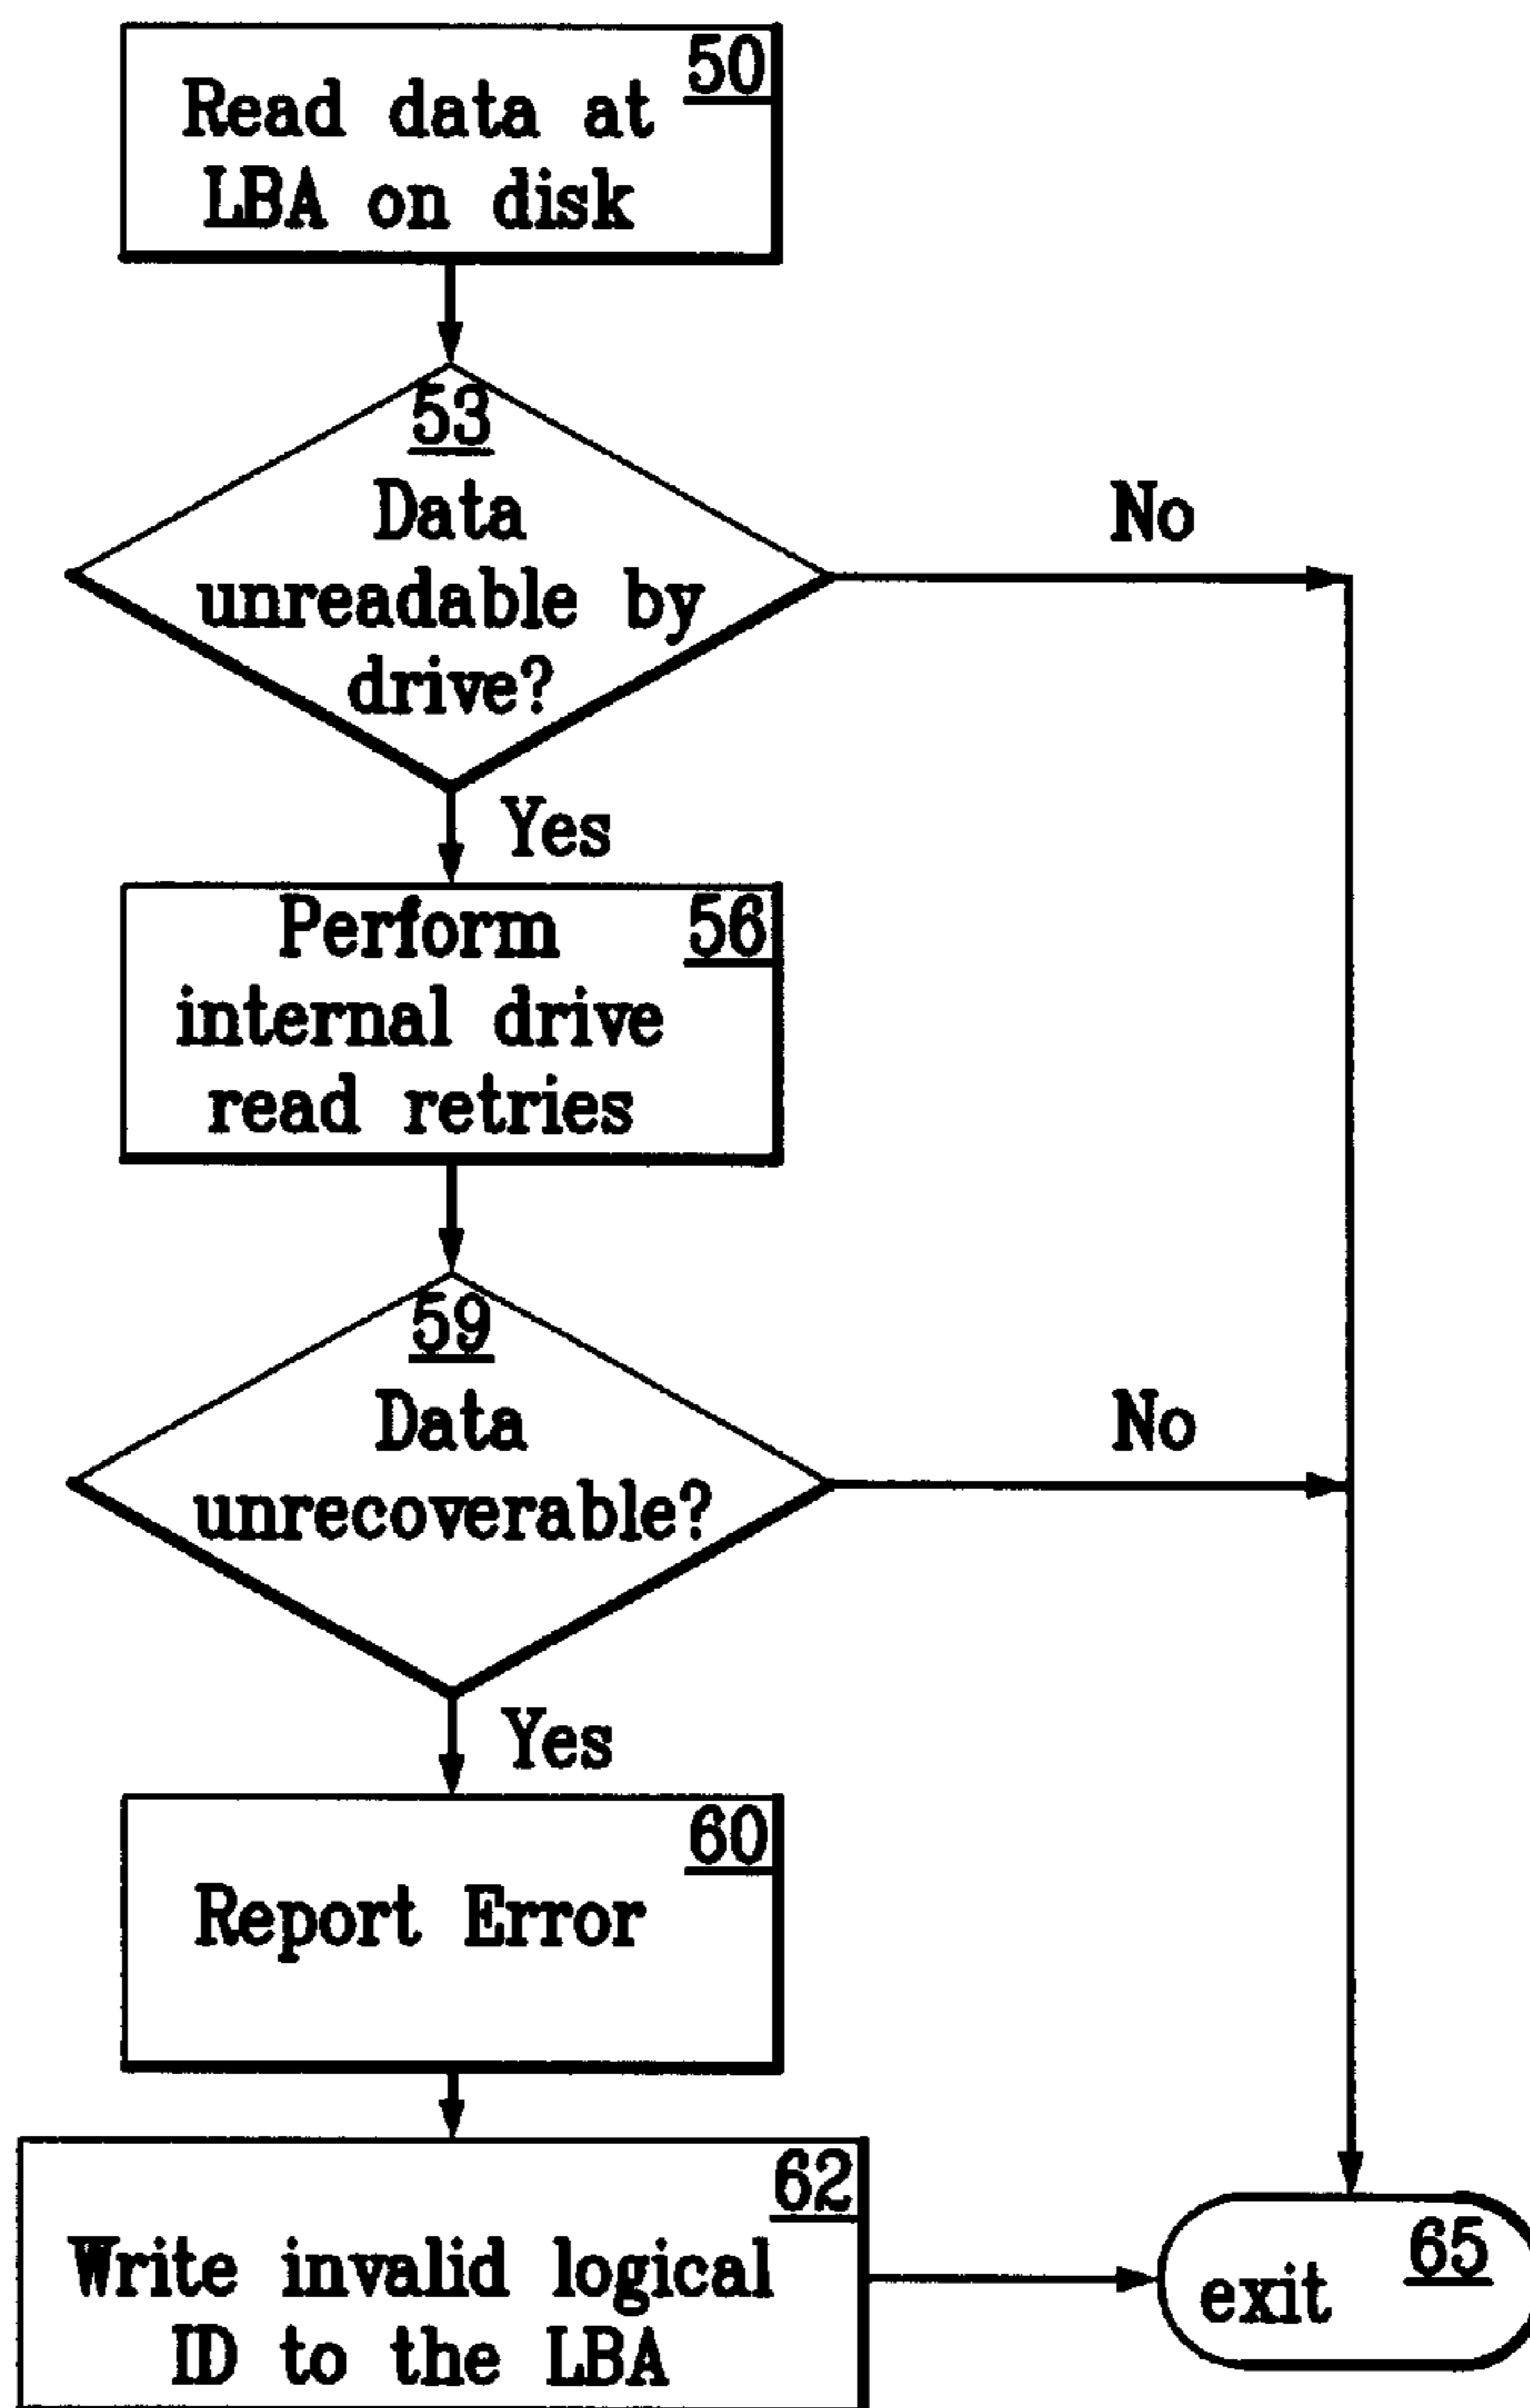 50
Read data at
LBA on disk
53
Data
unreadable by
drive?
No
Yes
Perform 56
internal drive
read retries
59
Data
unrecoverable?
No
Yes
60
Report Error
62
Write invalid logical
ID to the LBA
65
exit